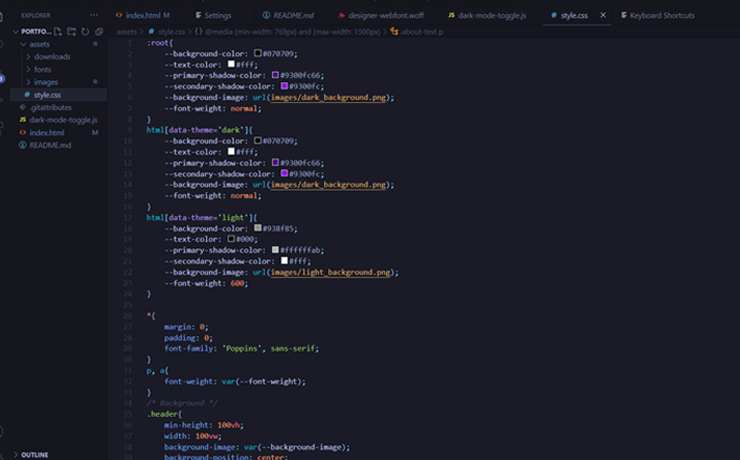 EXPLORER ...
index.html M
Settings
README.md
designer-webfont.woff
dark-mode-toggle.js
style.css
Keyboard Shortcuts
PORTFO...
assets > # style.css > {} @media (min-width: 769px) and (max-width: 1500px) > .about-text p
assets
downloads
fonts
images
# style.css
.gitattributes
dark-mode-toggle.js
index.html M
README.md
OUTLINE
1 :root{
2 --background-color: #070709;
3 --text-color: #fff;
4 --primary-shadow-color: #9300fc66;
5 --secondary-shadow-color: #9300fc;
6 --background-image: url(images/dark_background.png);
7 --font-weight: normal;
8 }
9 html[data-theme='dark']{
10 --background-color: #070709;
11 --text-color: #fff;
12 --primary-shadow-color: #9300fc66;
13 --secondary-shadow-color: #9300fc;
14 --background-image: url(images/dark_background.png);
15 --font-weight: normal;
16 }
17 html[data-theme='light']{
18 --background-color: #938f85;
19 --text-color: #000;
20 --primary-shadow-color: #ffffffab;
21 --secondary-shadow-color: #fff;
22 --background-image: url(images/light_background.png);
23 --font-weight: 600;
24 }
25
26 *{
27 margin: 0;
28 padding: 0;
29 font-family: 'Poppins', sans-serif;
30 }
31 p, a{
32 font-weight: var(--font-weight);
33 }
34 /* Background */
35 .header{
36 min-height: 100vh;
37 width: 100vw;
38 background-image: var(--background-image);
39 background-position: center;